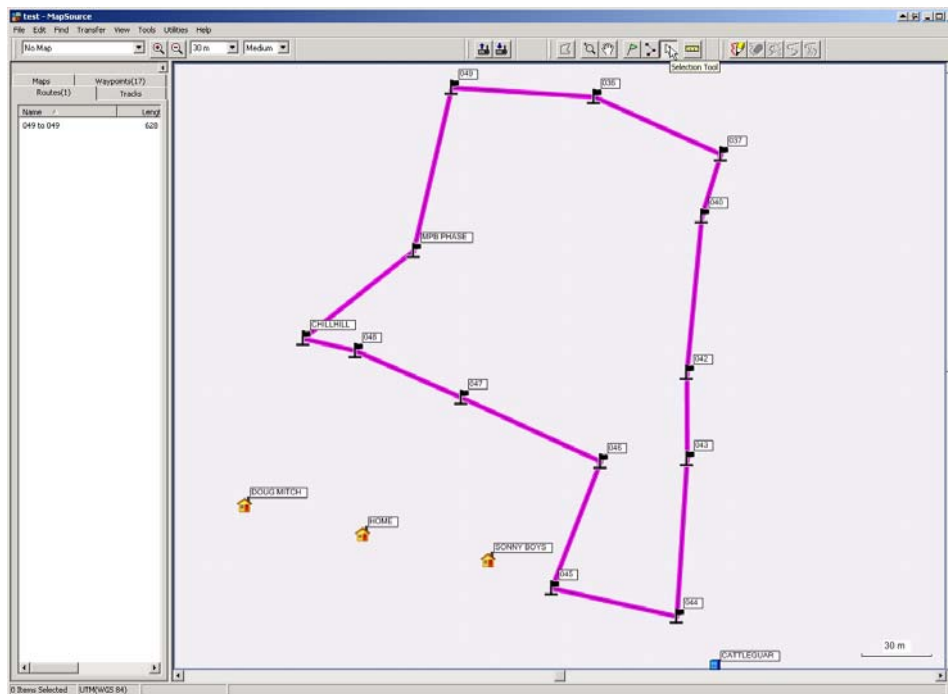 test - MapSource
File Edit Find Transfer View Tools Utilities Help
No Map 30 m Medium
Selection Tool
Maps Waypoints(17)
Routes(1) Tracks
Name Lengt
049 to 049 628
049
036
037
040
MPB PHASE
CHILLHILL
048
042
047
043
046
DOUG MITCH
HOME
SONNY BOYS
045
044
30 m
CATTLEGUAR
0 Items Selected UTM(WGS 84)